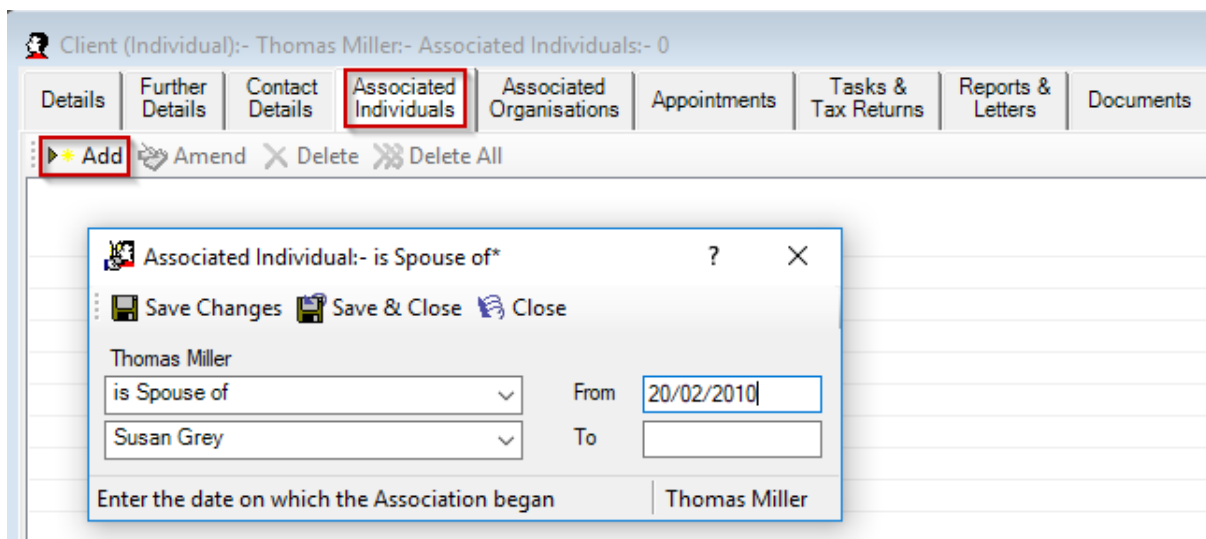 Client (Individual):- Thomas Miller:- Associated Individuals:- 0
Details Further Details Contact Details Associated Individuals Associated Organisations Appointments Tasks & Tax Returns Reports & Letters Documents
Add Amend Delete Delete All
Associated Individual:- is Spouse of* ?
Save Changes Save & Close Close
Thomas Miller
is Spouse of From 20/02/2010
Susan Grey To
Enter the date on which the Association began Thomas Miller